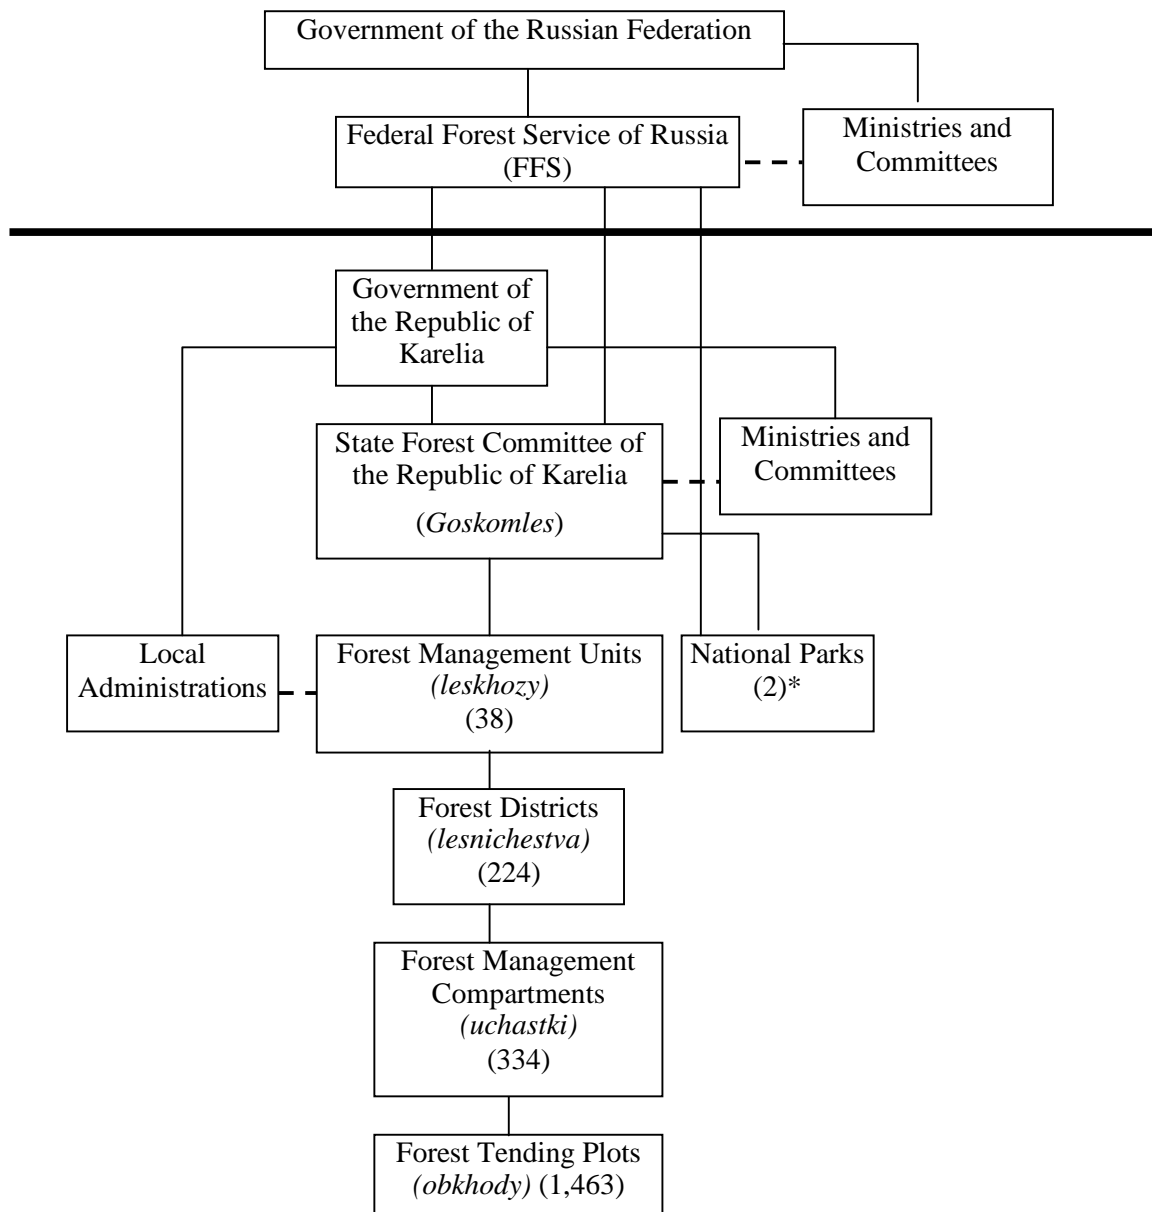 Government of the Russian Federation
Federal Forest Service of Russia
(FFS)
Ministries and
Committees
Government of
the Republic of
Karelia
State Forest Committee of
the Republic of Karelia
(Goskomles)
Ministries and
Committees
Local
Administrations
Forest Management Units
(leskhozy)
(38)
National Parks
(2)*
Forest Districts
(lesnichestva)
(224)
Forest Management
Compartments
(uchastki)
(334)
Forest Tending Plots
(obkhody) (1,463)